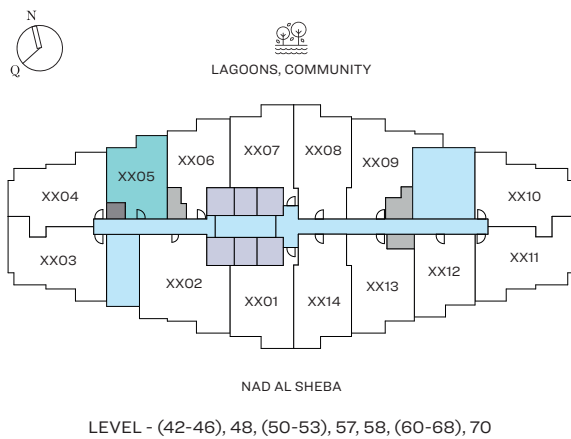 N
Q
LAGOONS, COMMUNITY
XX07 XX08
XX06 XX09
XX05
XX04 XX10
XX03 XX11
XX02 XX12
XX01 XX14 XX13
NAD AL SHEBA
LEVEL - (42-46), 48, (50-53), 57, 58, (60-68), 70